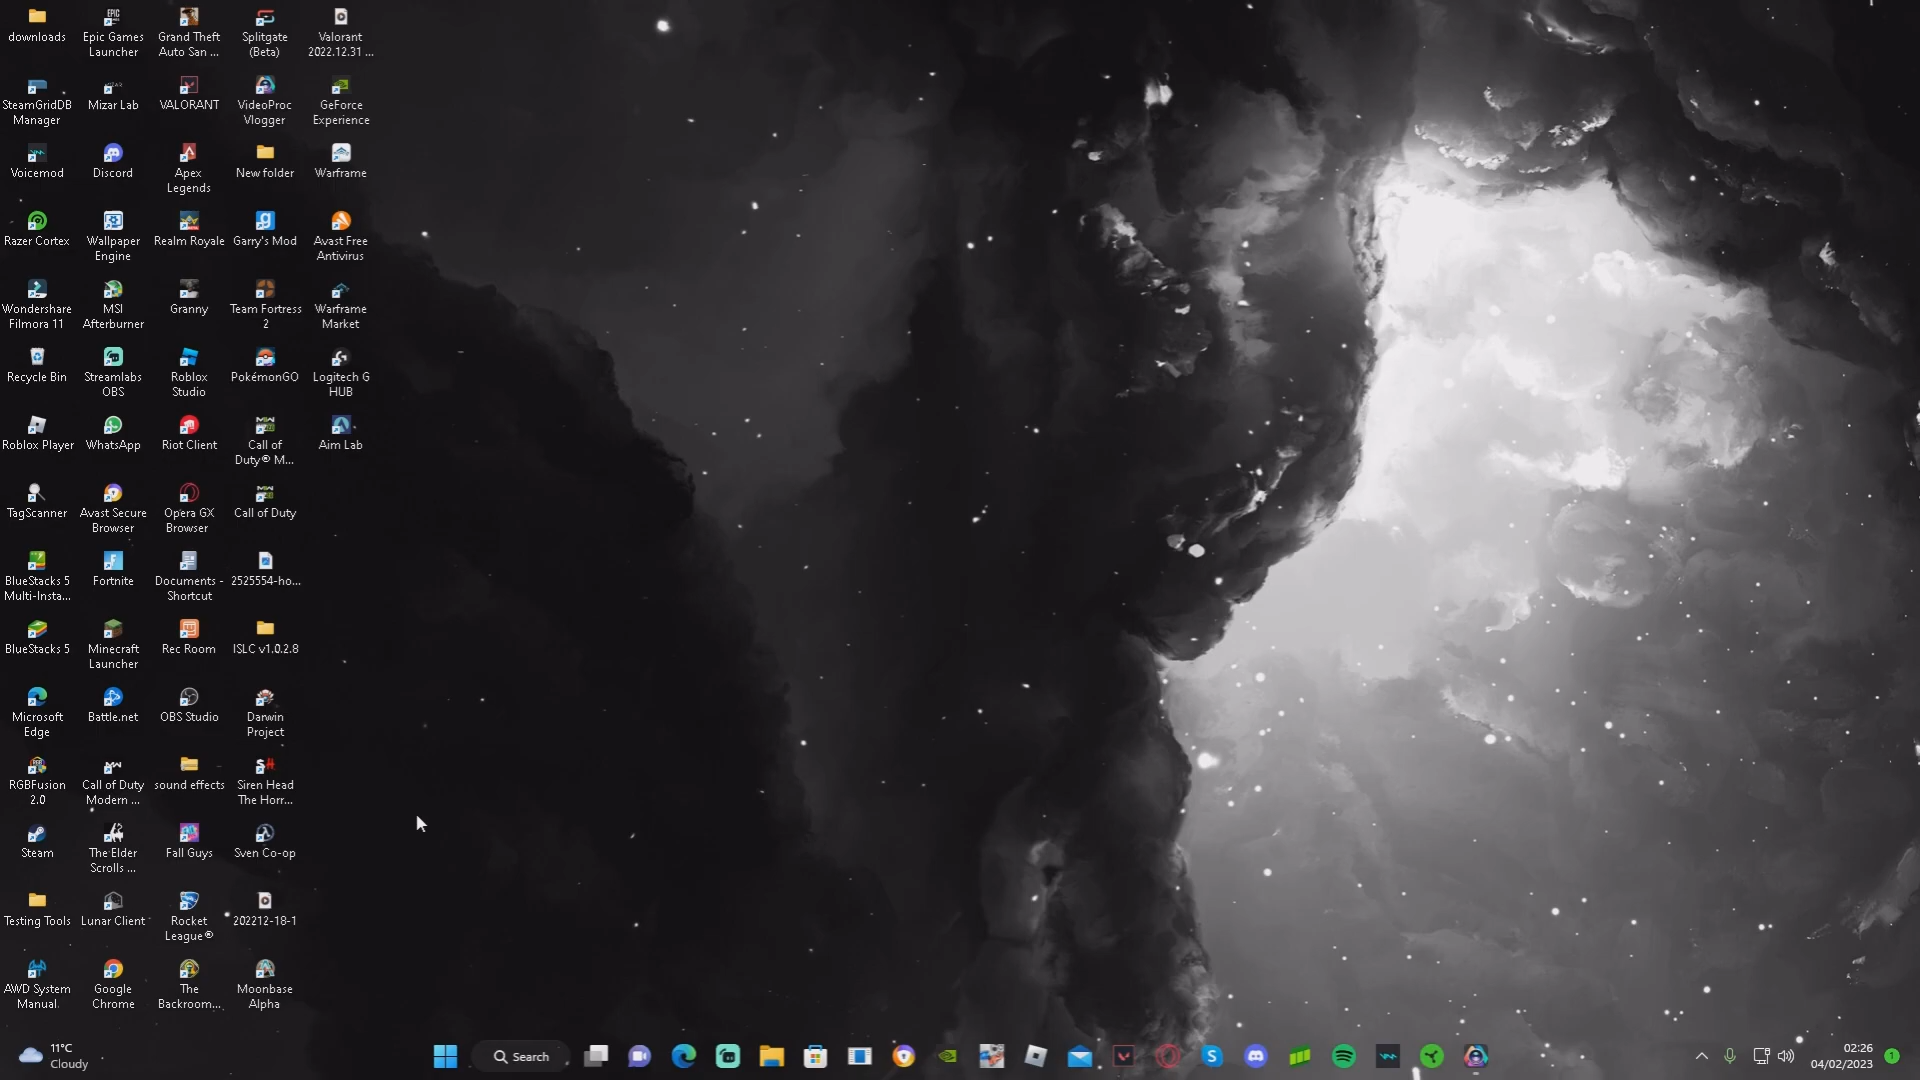 downloads
Epic Games
Launcher
Grand Theft
Auto San ...
Splitgate
(Beta)
Valorant
2022.12.31 ...
SteamGridDB
Manager
Mizar Lab
VALORANT
VideoProc
Vlogger
GeForce
Experience
Voicemod
Discord
Apex
Legends
New folder
Warframe
Razer Cortex
Wallpaper
Engine
Realm Royale
Garry's Mod
Avast Free
Antivirus
Wondershare
Filmora 11
MSI
Afterburner
Granny
Team Fortress
2
Warframe
Market
Recycle Bin
Streamlabs
OBS
Roblox
Studio
PokémonGO
Logitech G
HUB
Roblox Player
WhatsApp
Riot Client
Call of
Duty® M...
Aim Lab
TagScanner
Avast Secure
Browser
Opera GX
Browser
Call of Duty
BlueStacks 5
Multi-Insta...
Fortnite
Documents -
Shortcut
2525554-ho...
BlueStacks 5
Minecraft
Launcher
Rec Room
ISLC v1.0.2.8
Microsoft
Edge
Battle.net
OBS Studio
Darwin
Project
RGBFusion
2.0
Call of Duty
Modern ...
sound effects
Siren Head
The Horr...
Steam
The Elder
Scrolls ...
Fall Guys
Sven Co-op
Testing Tools
Lunar Client
Rocket
League®
202212-18-1
AWD System
Manual
Google
Chrome
The
Backroom...
Moonbase
Alpha
11°C
Cloudy
Search
02:26
04/02/2023
1